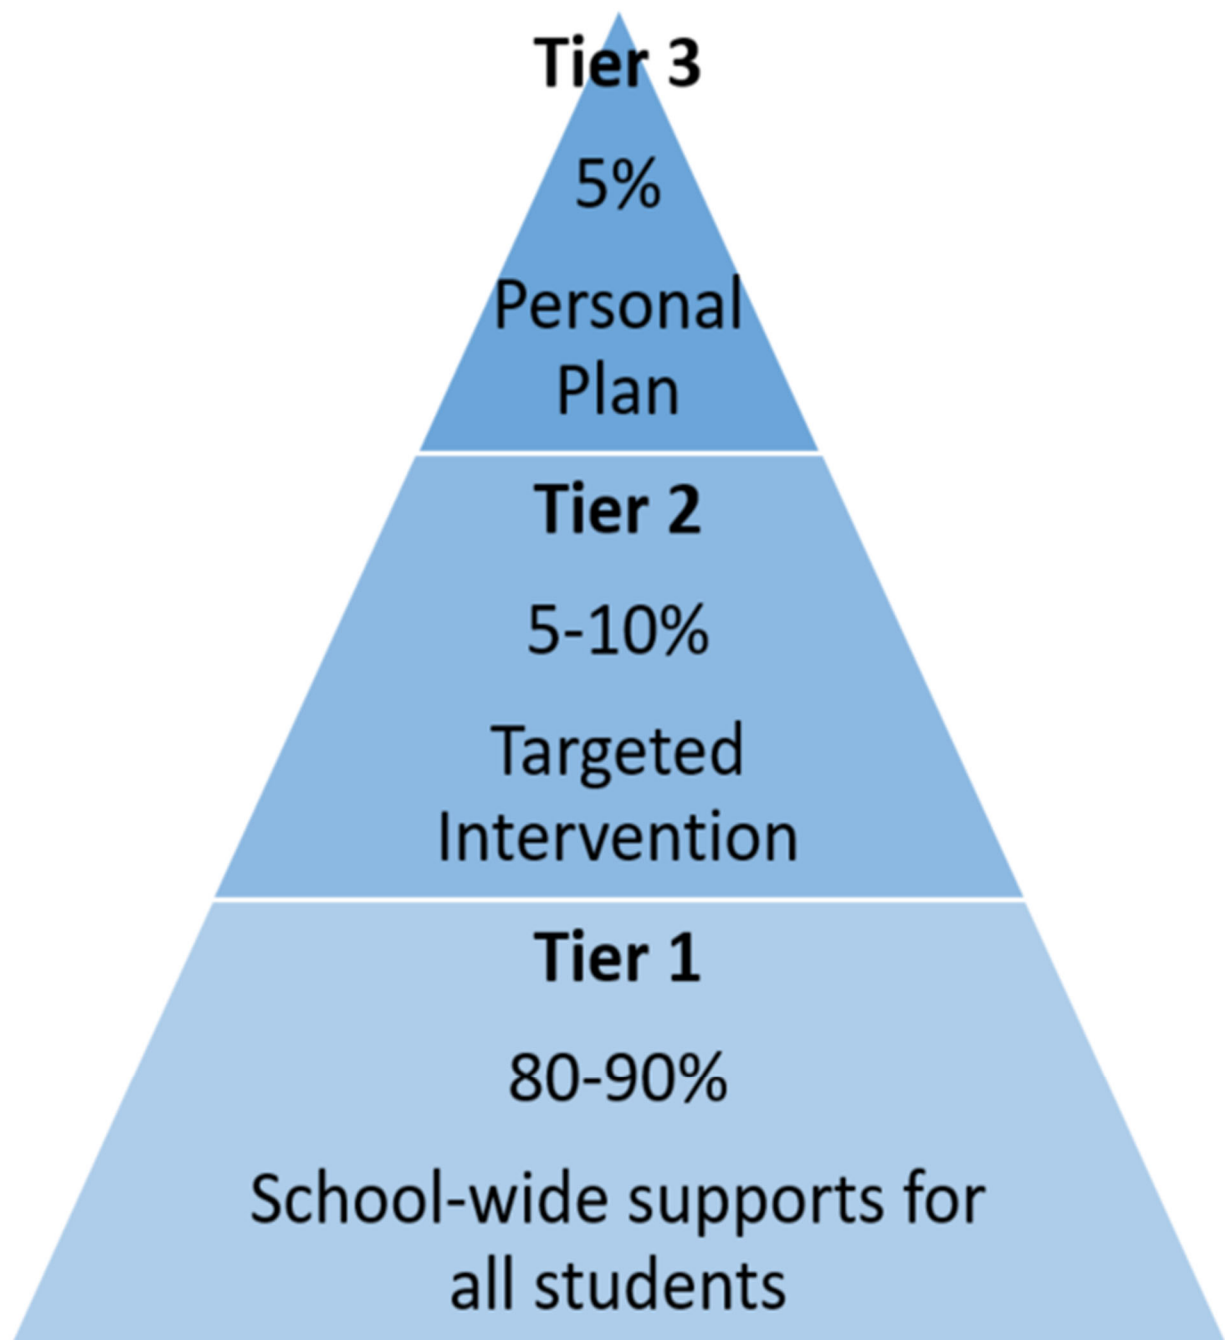 Tier 3
5%
Personal
Plan
Tier 2
5-10%
Targeted
Intervention
Tier 1
80-90%
School-wide supports for
all students